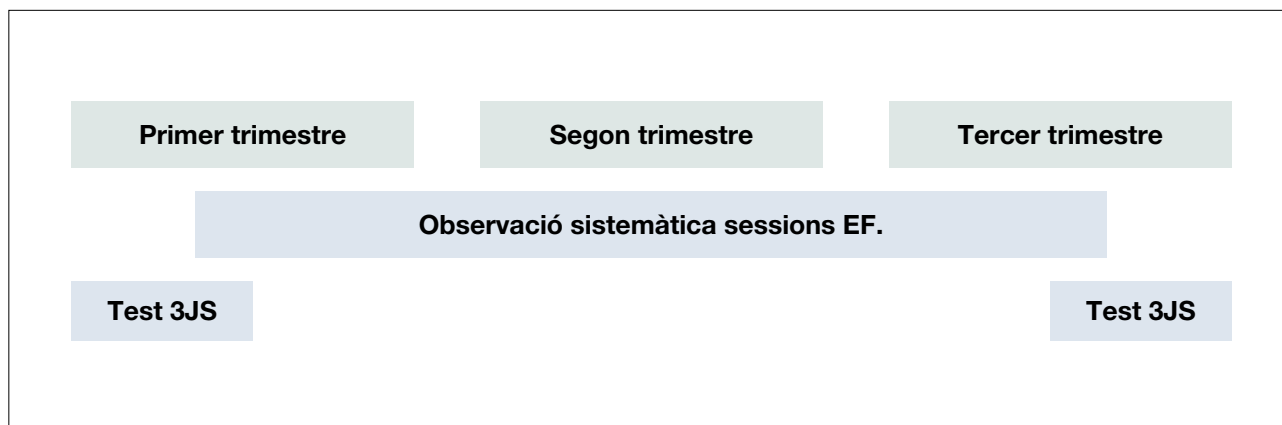 Primer trimestre
Segon trimestre
Tercer trimestre
Observació sistemàtica sessions EF.
Test 3JS
Test 3JS